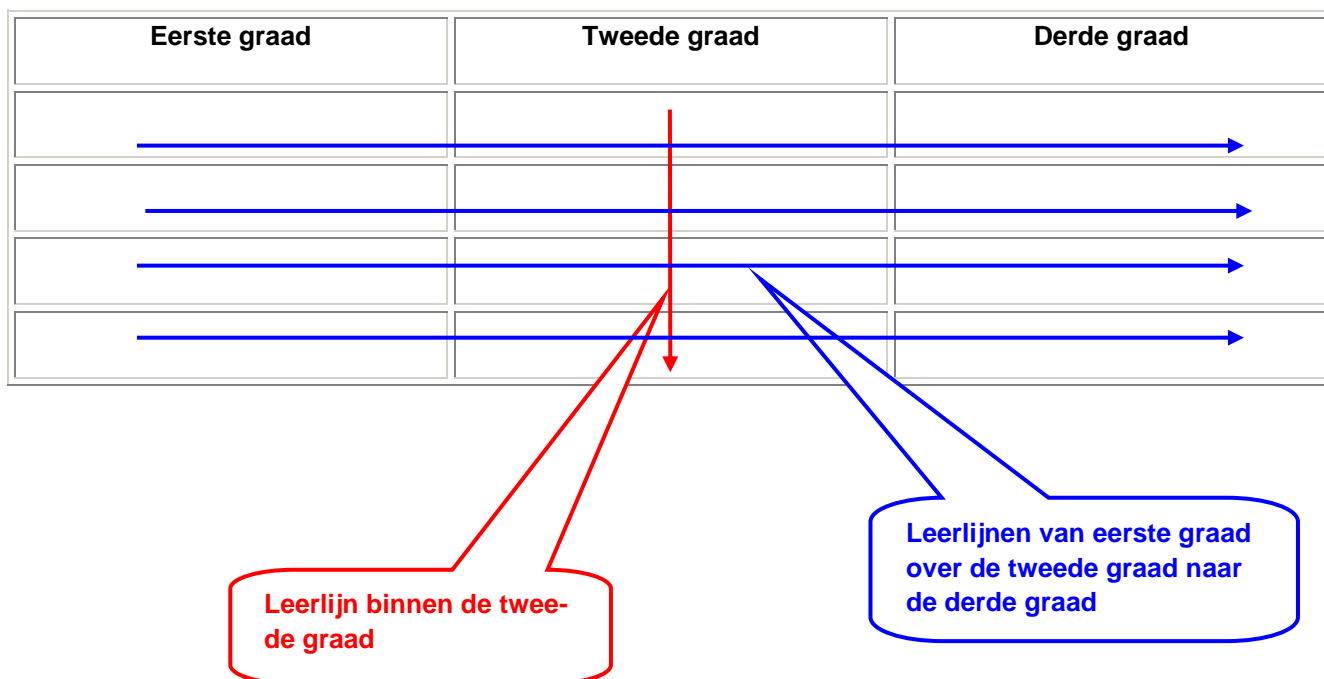 Eerste graad
Tweede graad
Derde graad
Leerlijnen van eerste graad
over de tweede graad naar
de derde graad
Leerlijn binnen de twee-
de graad